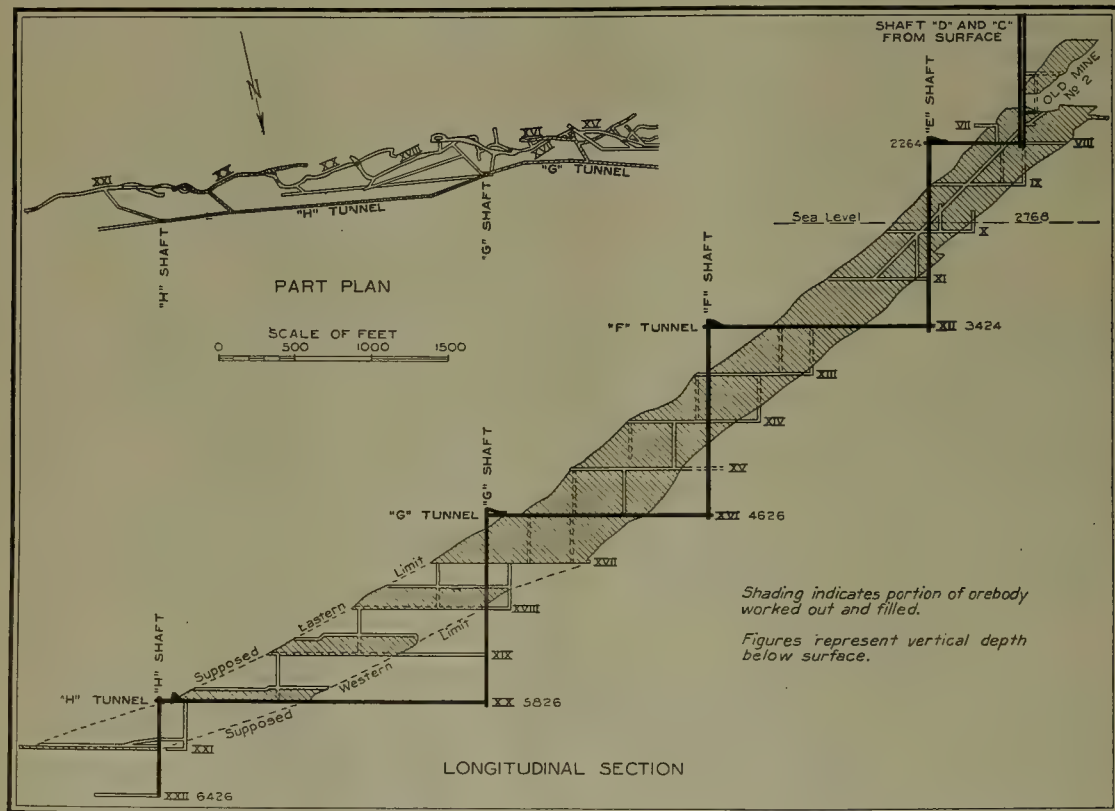 SHAFT "D" AND "C"
FROM SURFACE
OLD MINE
Nº 2
"E" SHAFT
VII
2264
VIII
IX
Sea Level
2768
X
XI
"F" SHAFT
"F" TUNNEL
XII 3424
XIII
XIV
XV
"G" SHAFT
"G" TUNNEL
XVI 4626
XVII
XVIII
XIX
Supposed Eastern Limit
Supposed Western Limit
"H" SHAFT
"H" TUNNEL
XX 5826
XXI
XXII 6426
N
XXI
XX
XVIII
XVI
XVII
XV
"G" TUNNEL
"H" TUNNEL
"G" SHAFT
"H" SHAFT
PART PLAN
SCALE OF FEET
0 500 1000 1500
Shading indicates portion of orebody
worked out and filled.
Figures represent vertical depth
below surface.
LONGITUDINAL SECTION